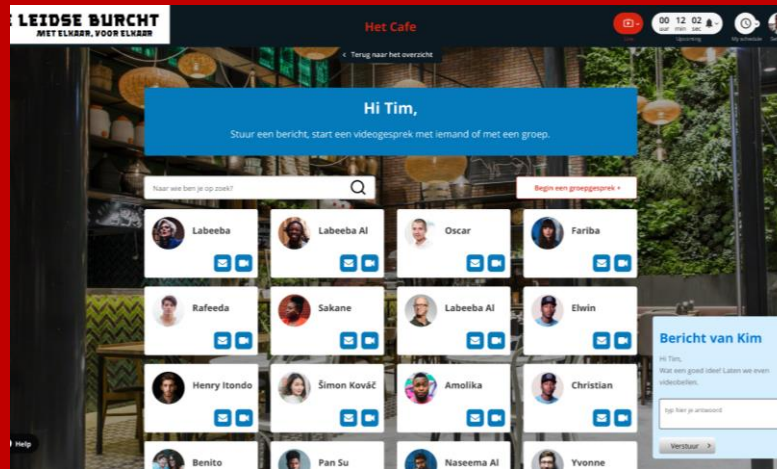 LEIDSE BURCHT
MET ELKAAR, VOOR ELKAAR
Het Cafe
00 12 02
uur min sec
Upcoming
My schedule
< Terug naar het overzicht
Hi Tim,
Stuur een bericht, start een videogesprek met iemand of met een groep.
Naar wie ben je op zoek?
Begin een groepgesprek +
Labeeba
Labeeba Al
Oscar
Fariba
Rafeeda
Sakane
Labeeba Al
Elwin
Henry Itondo
Šimon Kováč
Amolika
Christian
Benito
Pan Su
Naseema Al
Yvonne
Bericht van Kim
Hi Tim,
Wat een goed idee! Laten we even
videobellen.
typ hier je antwoord
Verstuur >
Help